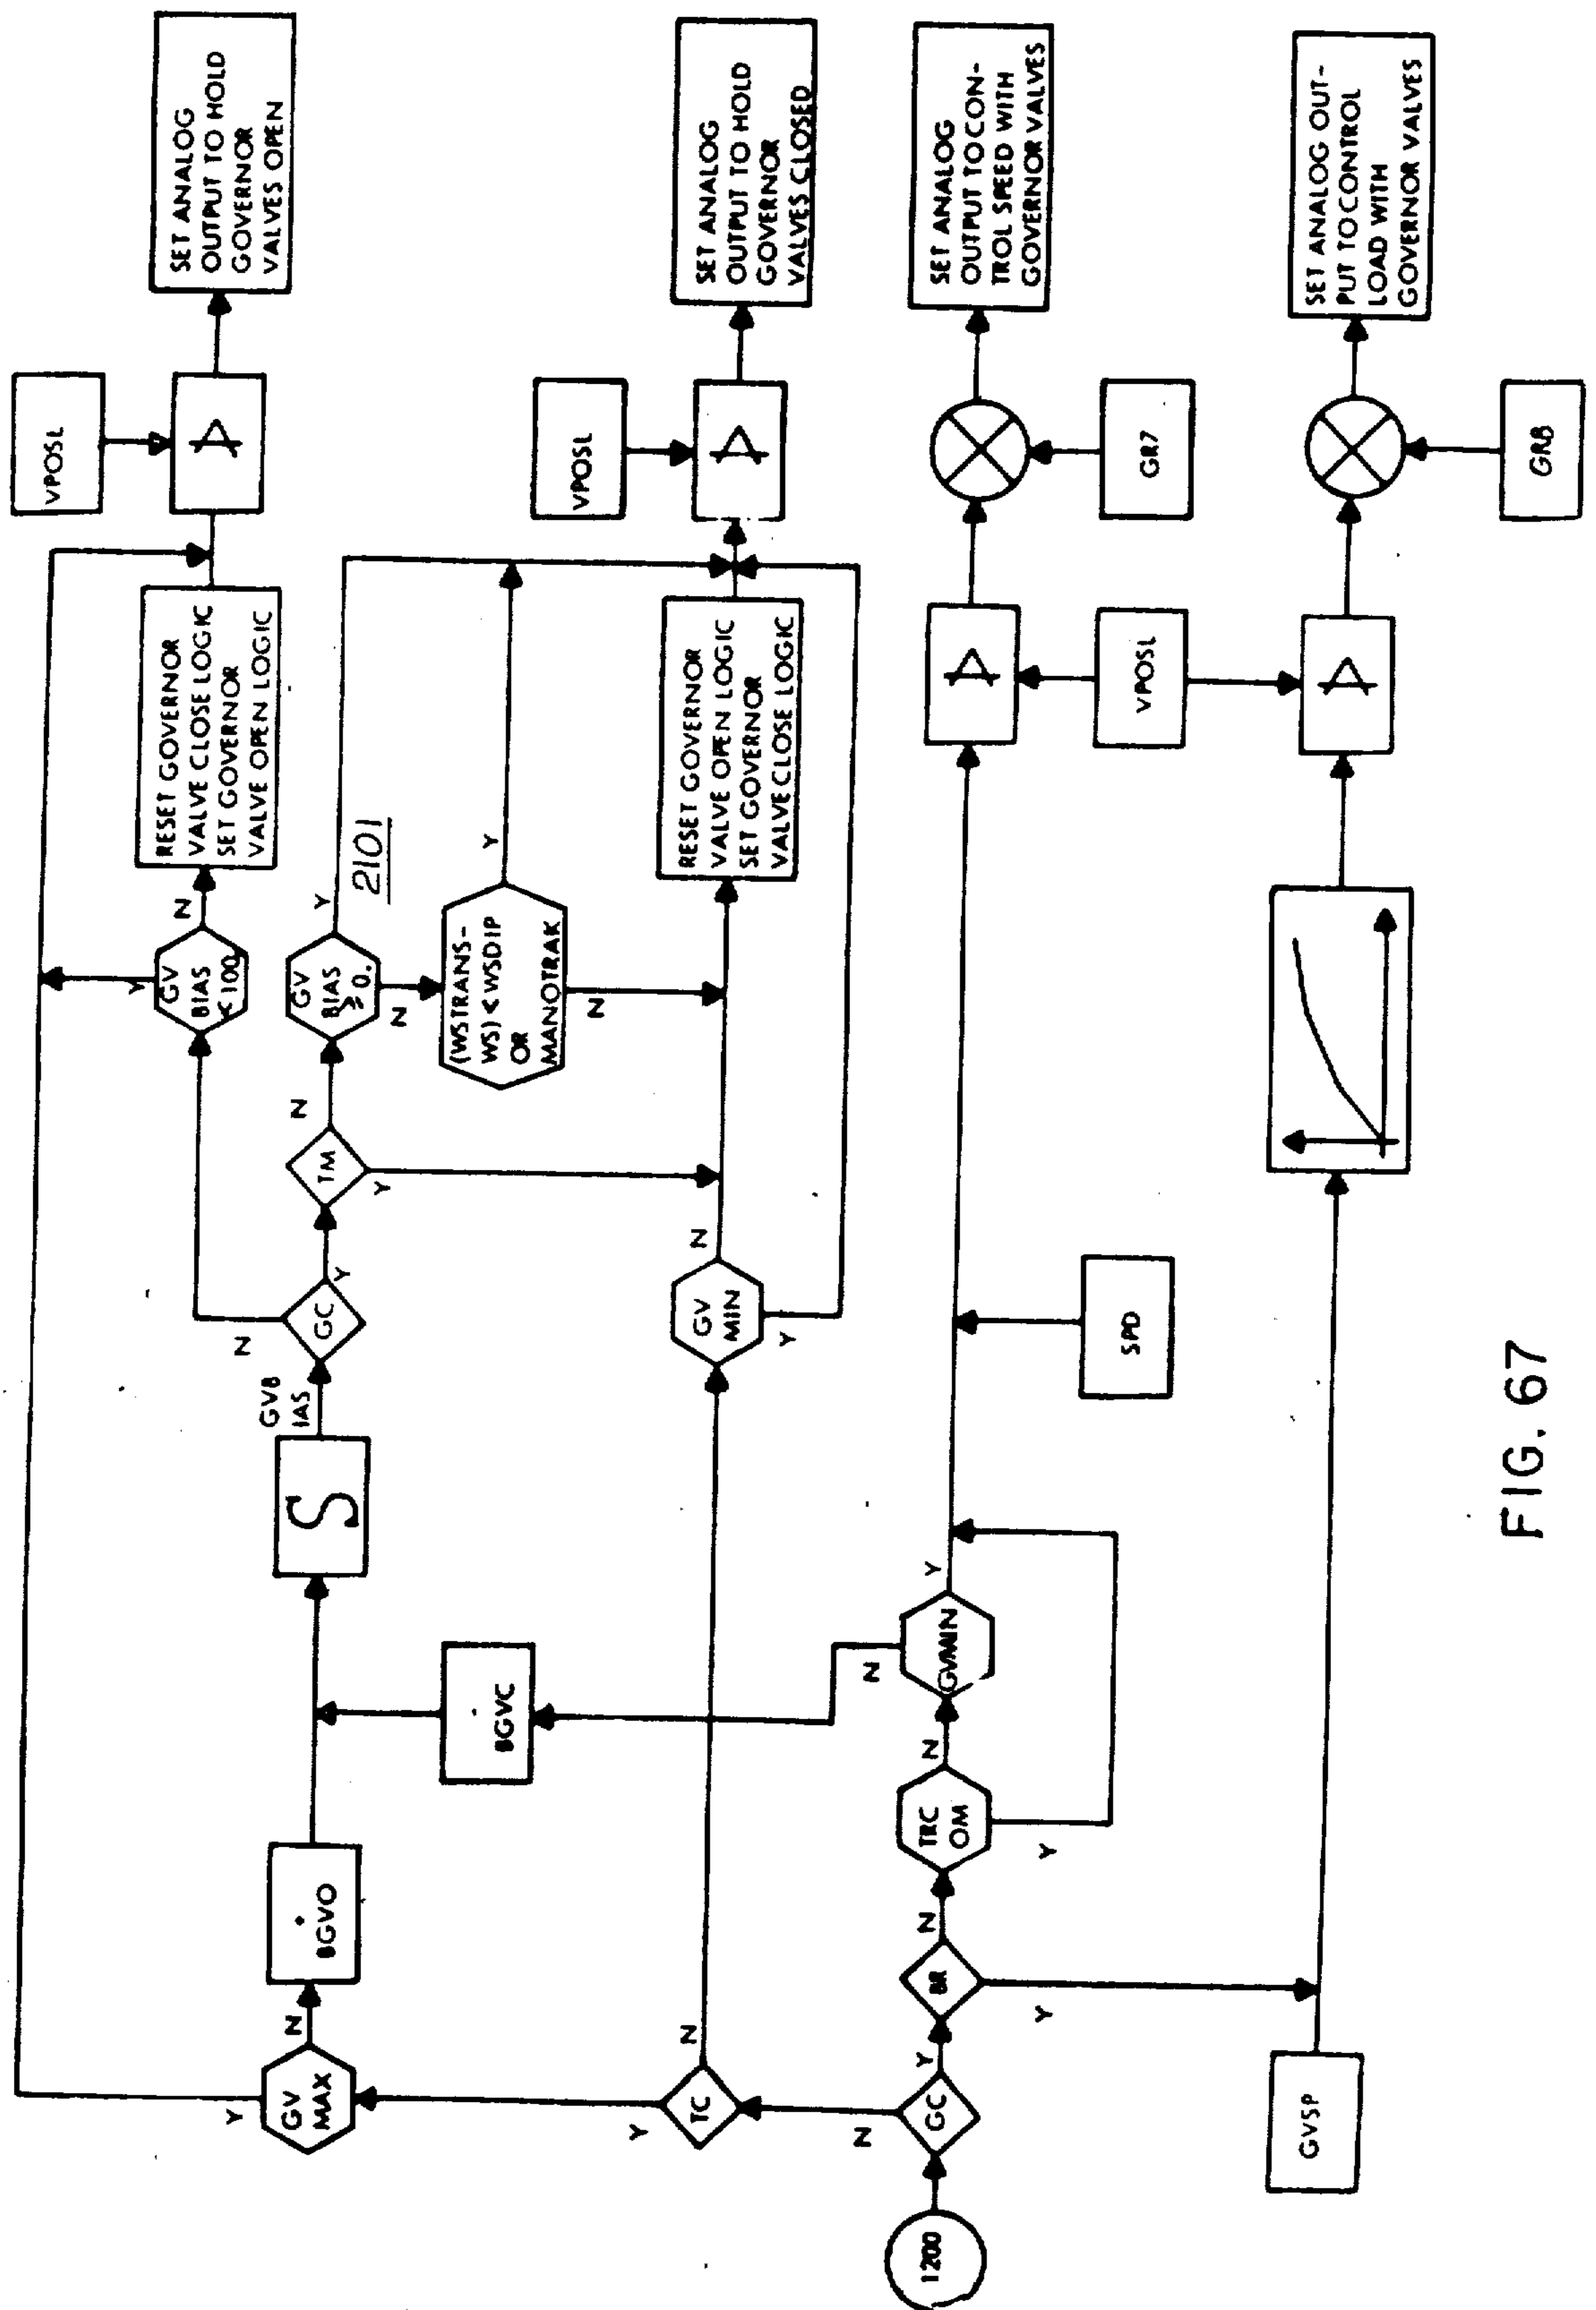 1200
GC
N
Y
TC
Y
N
GV
MAX
Y
N
BGVO
BGVC
S
GVB
IAS
GC
N
Y
TM
N
Y
GV
BIAS
<100
Y
N
GV
BIAS
≥ 0.
Y
N
2101
(WSTRANS-
WS) < WSDIP
OR
MANOTRAK
Y
N
RESET GOVERNOR
VALVE CLOSE LOGIC
SET GOVERNOR
VALVE OPEN LOGIC
VPOSL
SET ANALOG
OUTPUT TO HOLD
GOVERNOR
VALVES OPEN
GV
MIN
N
Y
RESET GOVERNOR
VALVE OPEN LOGIC
SET GOVERNOR
VALVE CLOSE LOGIC
VPOSL
SET ANALOG
OUTPUT TO HOLD
GOVERNOR
VALVES CLOSED
BR
N
Y
TRC
OM
N
Y
GVMIN
N
Y
SPD
VPOSL
GR7
SET ANALOG
OUTPUT TO CON-
TROL SPEED WITH
GOVERNOR VALVES
GVSP
GR8
SET ANALOG OUT-
PUT TO CONTROL
LOAD WITH
GOVERNOR VALVES
FIG. 67